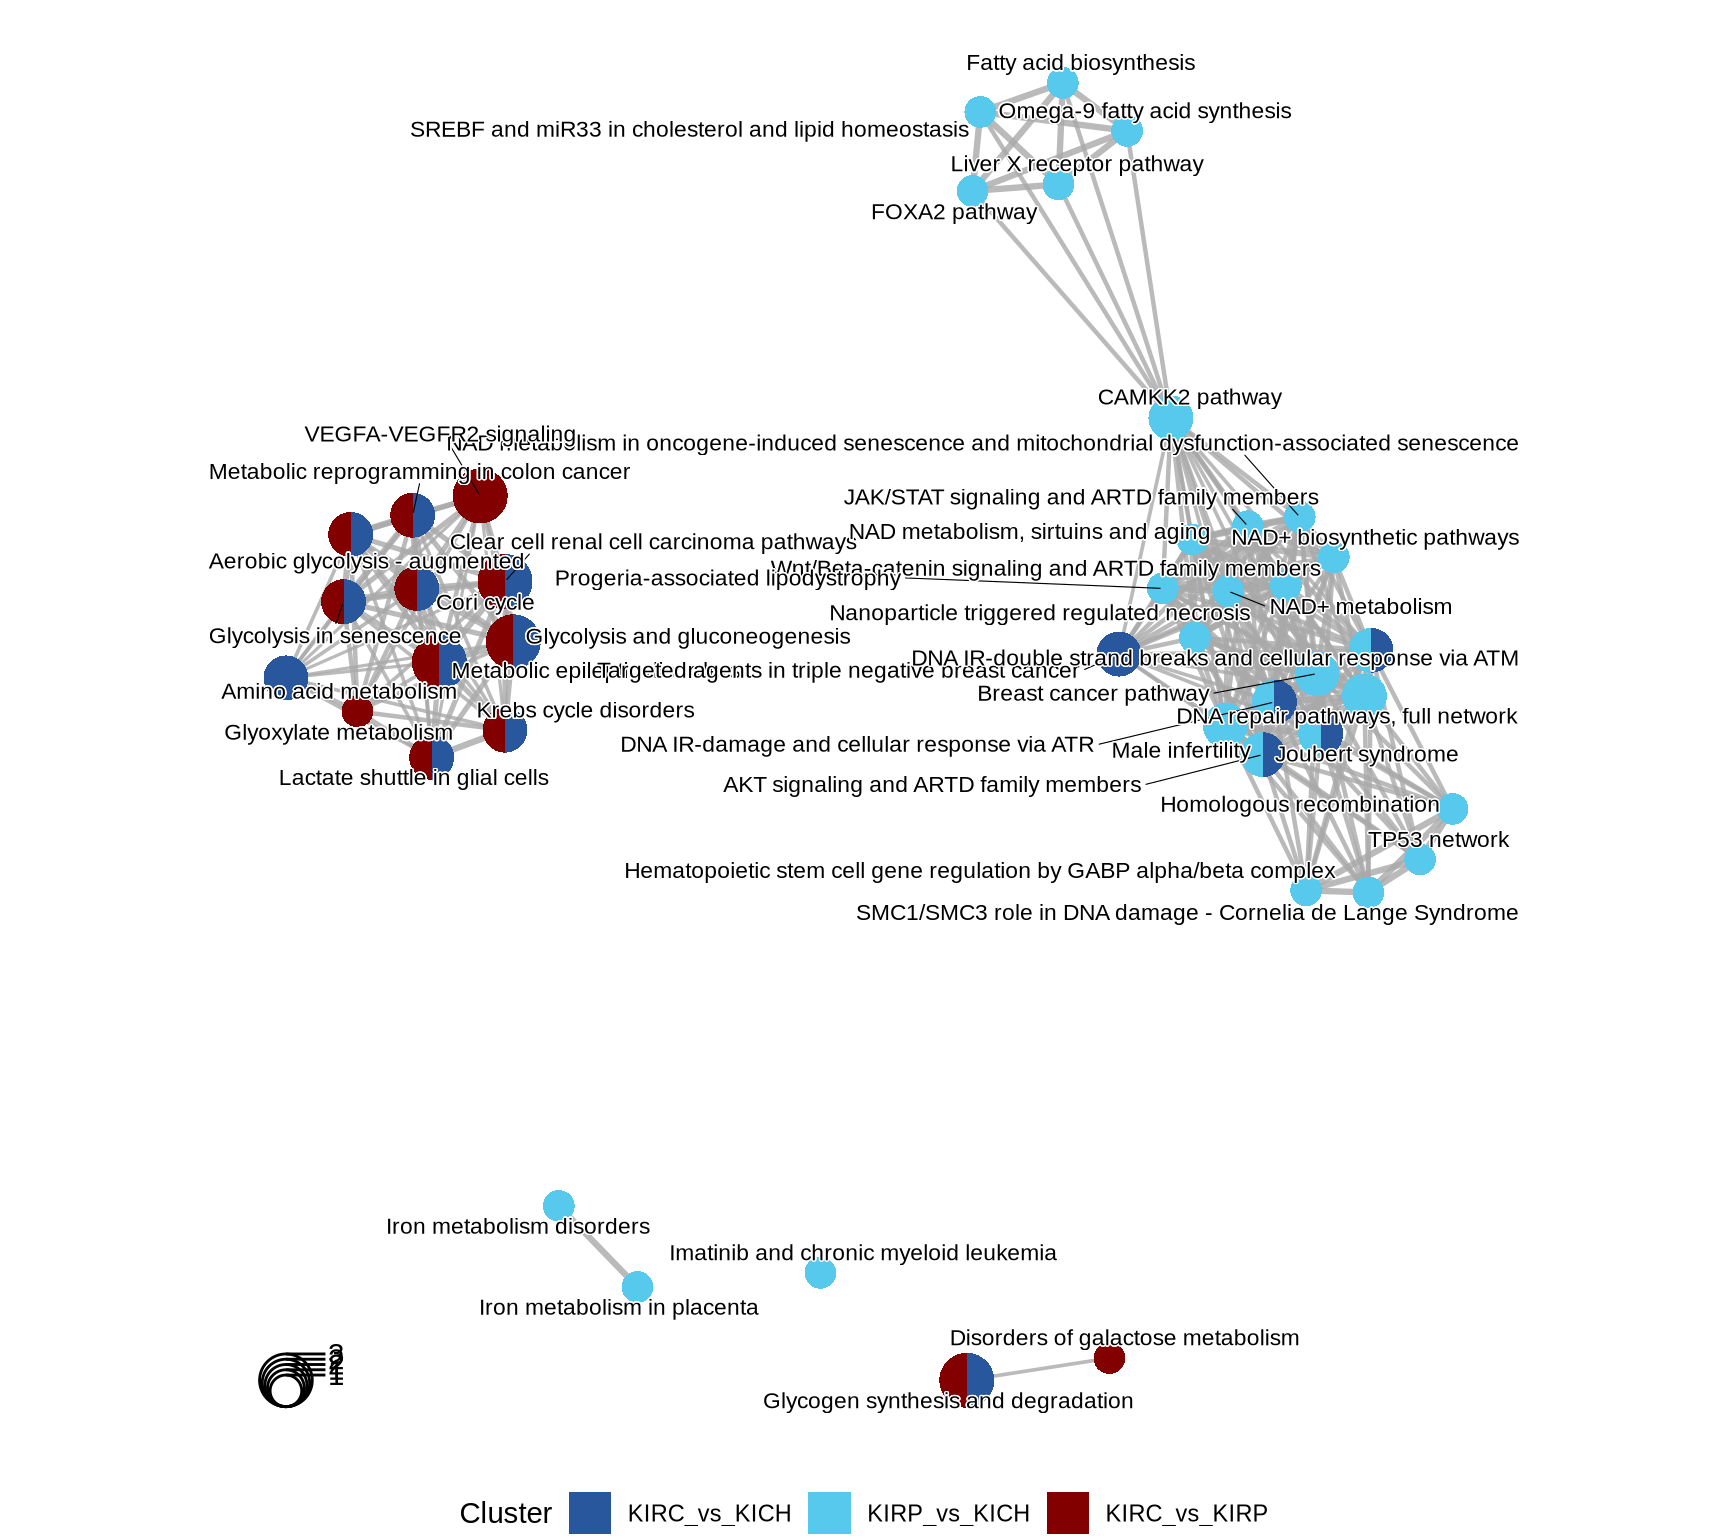 Fatty acid biosynthesis
Omega-9 fatty acid synthesis
SREBF and miR33 in cholesterol and lipid homeostasis
Liver X receptor pathway
FOXA2 pathway
CAMKK2 pathway
VEGFA-VEGFR2 signaling
NAD metabolism in oncogene-induced senescence and mitochondrial dysfunction-associated senescence
Metabolic reprogramming in colon cancer
JAK/STAT signaling and ARTD family members
NAD metabolism, sirtuins and aging
NAD+ biosynthetic pathways
Clear cell renal cell carcinoma pathways
Aerobic glycolysis - augmented
Wnt/Beta-catenin signaling and ARTD family members
Progeria-associated lipodystrophy
Cori cycle
NAD+ metabolism
Nanoparticle triggered regulated necrosis
Glycolysis in senescence
Glycolysis and gluconeogenesis
DNA IR-double strand breaks and cellular response via ATM
Metabolic
in triple negative breast cancer
Amino acid metabolism
Breast cancer pathway
Krebs cycle disorders
DNA repair pathways, full network
Glyoxylate metabolism
DNA IR-damage and cellular response via ATR
Male infertility
Joubert syndrome
Lactate shuttle in glial cells
AKT signaling and ARTD family members
Homologous recombination
TP53 network
Hematopoietic stem cell gene regulation by GABP alpha/beta complex
SMC1/SMC3 role in DNA damage - Cornelia de Lange Syndrome
Iron metabolism disorders
Imatinib and chronic myeloid leukemia
Iron metabolism in placenta
Disorders of galactose metabolism
Glycogen synthesis and degradation
Cluster
KIRC_vs_KICH
KIRP_vs_KICH
KIRC_vs_KIRP